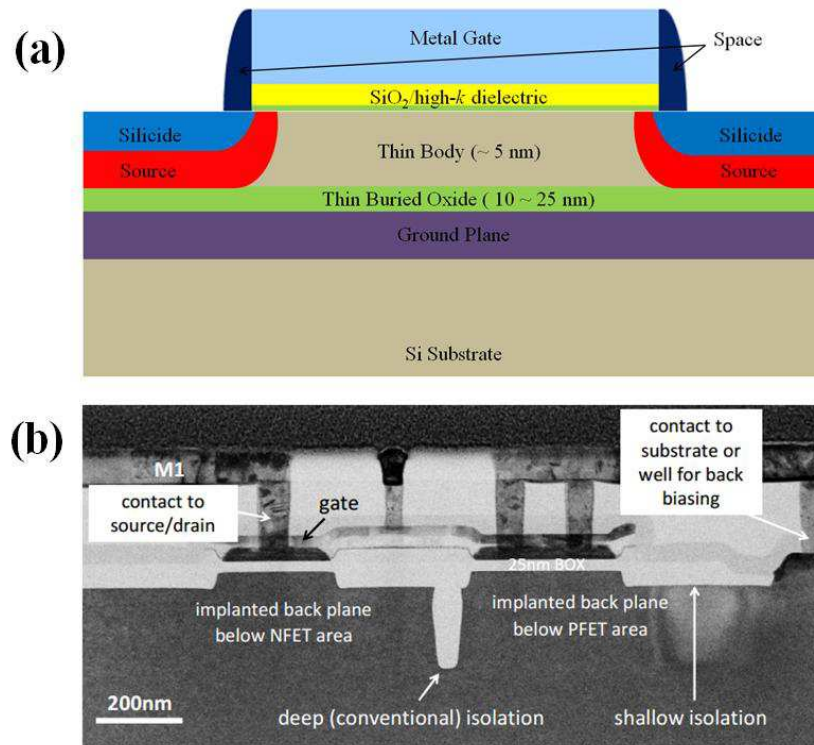 (a)
Metal Gate
Space
SiO₂/high-k dielectric
Silicide
Silicide
Thin Body (~ 5 nm)
Source
Source
Thin Buried Oxide ( 10 ~ 25 nm)
Ground Plane
Si Substrate
(b)
contact to
substrate or
well for back
biasing
M1
contact to
source/drain
gate
25nm BOX
implanted back plane
below NFET area
implanted back plane
below PFET area
200nm
deep (conventional) isolation
shallow isolation